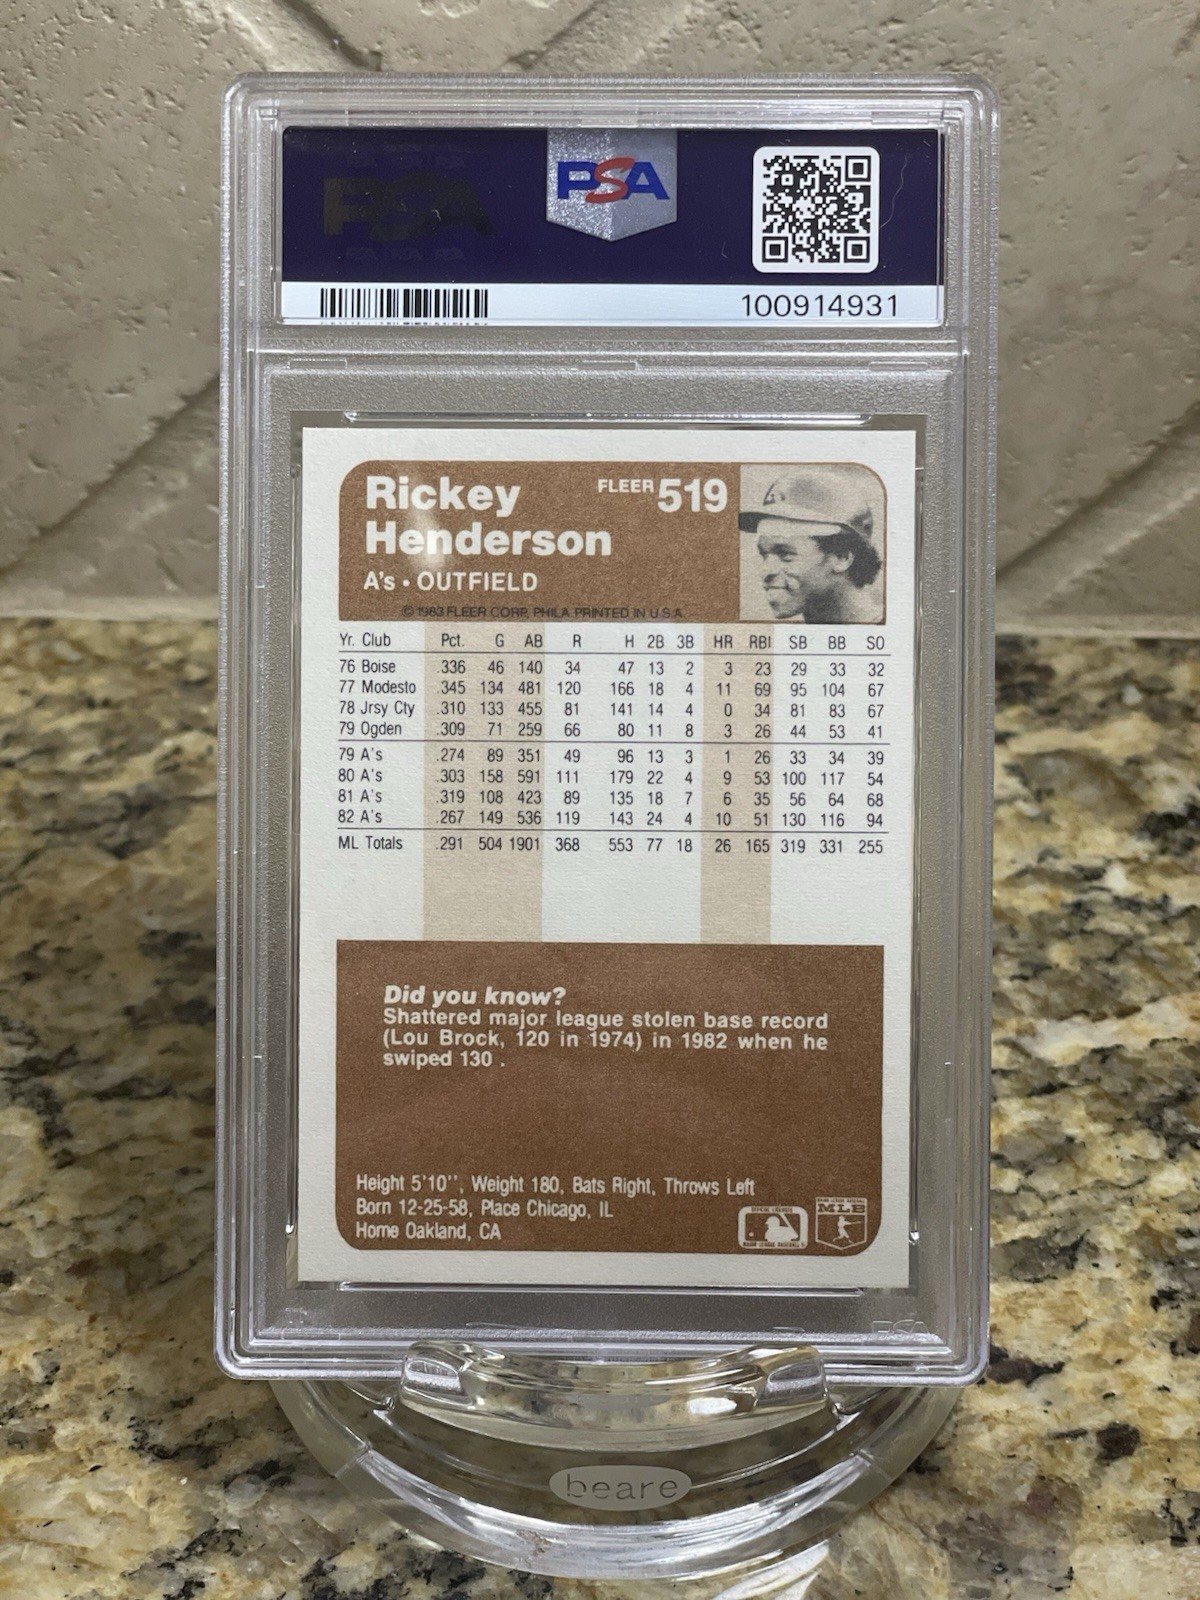 PSA
PSA
100914931
Rickey
Henderson
FLEER 519
A's • OUTFIELD
© 1983 FLEER CORP. PHILA PRINTED IN U.S.A.
Yr. Club Pct. G AB R H 2B 3B HR RBI SB BB SO
76 Boise .336 46 140 34 47 13 2 3 23 29 33 32
77 Modesto .345 134 481 120 166 18 4 11 69 95 104 67
78 Jrsy Cty .310 133 455 81 141 14 4 0 34 81 83 67
79 Ogden .309 71 259 66 80 11 8 3 26 44 53 41
79 A's .274 89 351 49 96 13 3 1 26 33 34 39
80 A's .303 158 591 111 179 22 4 9 53 100 117 54
81 A's .319 108 423 89 135 18 7 6 35 56 64 68
82 A's .267 149 536 119 143 24 4 10 51 130 116 94
ML Totals .291 504 1901 368 553 77 18 26 165 319 331 255
Did you know?
Shattered major league stolen base record
(Lou Brock, 120 in 1974) in 1982 when he
swiped 130 .
Height 5'10'', Weight 180, Bats Right, Throws Left
Born 12-25-58, Place Chicago, IL
Home Oakland, CA
MLB
PSA
beare